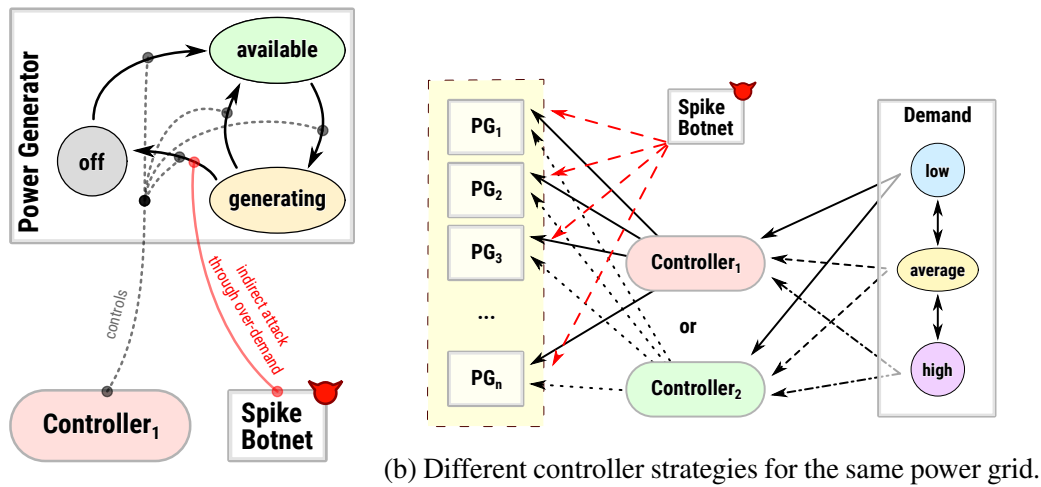 Power Generator
available
off
generating
controls
indirect attack
through over-demand
Controller₁
Spike
Botnet
PG₁
PG₂
PG₃
...
PGₙ
Spike
Botnet
Controller₁
or
Controller₂
Demand
low
average
high
(b) Different controller strategies for the same power grid.